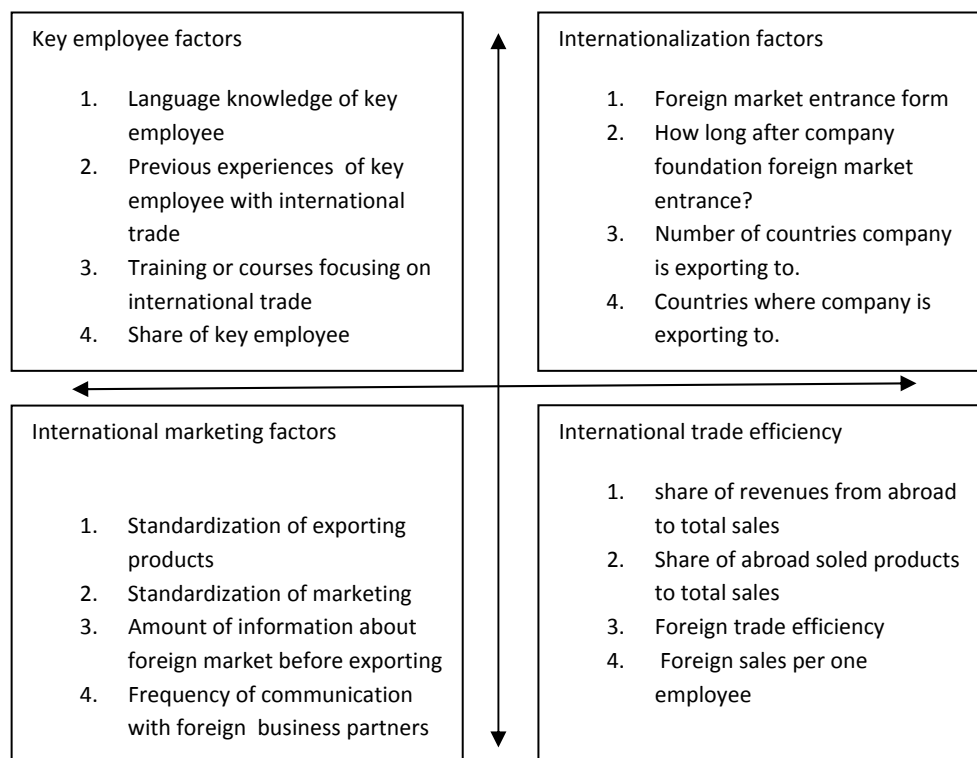 Key employee factors
1. Language knowledge of key
employee
2. Previous experiences of key
employee with international
trade
3. Training or courses focusing on
international trade
4. Share of key employee
Internationalization factors
1. Foreign market entrance form
2. How long after company
foundation foreign market
entrance?
3. Number of countries company
is exporting to.
4. Countries where company is
exporting to.
International marketing factors
1. Standardization of exporting
products
2. Standardization of marketing
3. Amount of information about
foreign market before exporting
4. Frequency of communication
with foreign business partners
International trade efficiency
1. share of revenues from abroad
to total sales
2. Share of abroad soled products
to total sales
3. Foreign trade efficiency
4. Foreign sales per one
employee